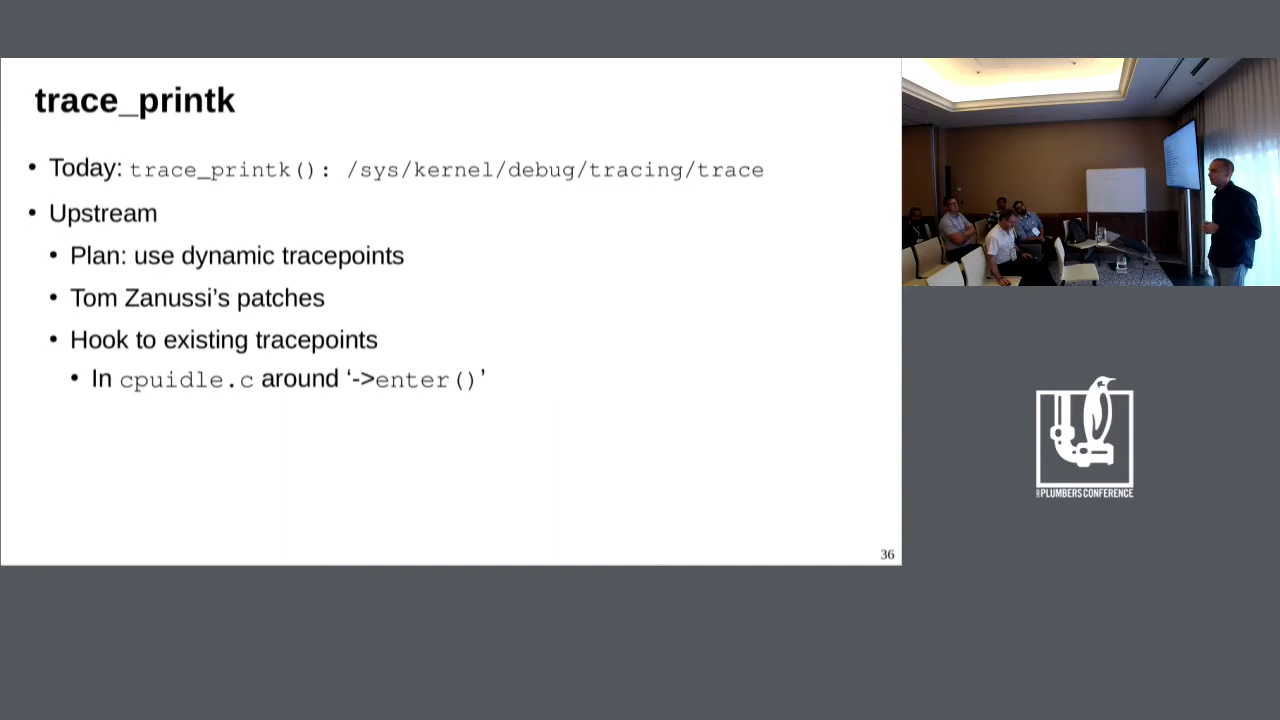 trace_printk
• Today: trace_printk(): /sys/kernel/debug/tracing/trace
• Upstream
• Plan: use dynamic tracepoints
• Tom Zanussi’s patches
• Hook to existing tracepoints
• In cpuidle.c around ‘->enter()’
36
PLUMBERS CONFERENCE